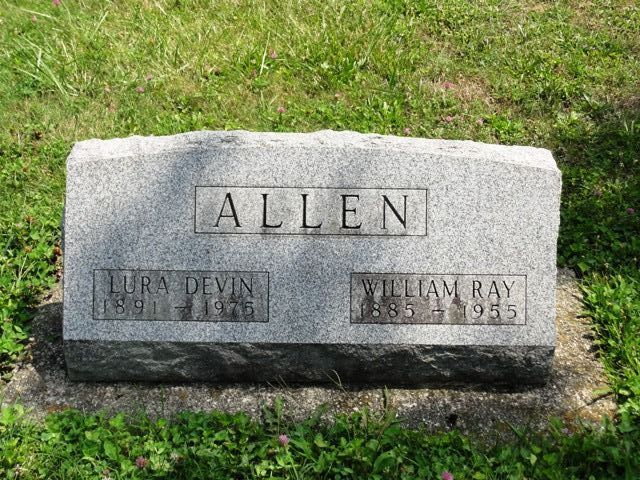 ALLEN
LURA DEVIN
1891 — 1975
WILLIAM RAY
1885 — 1955